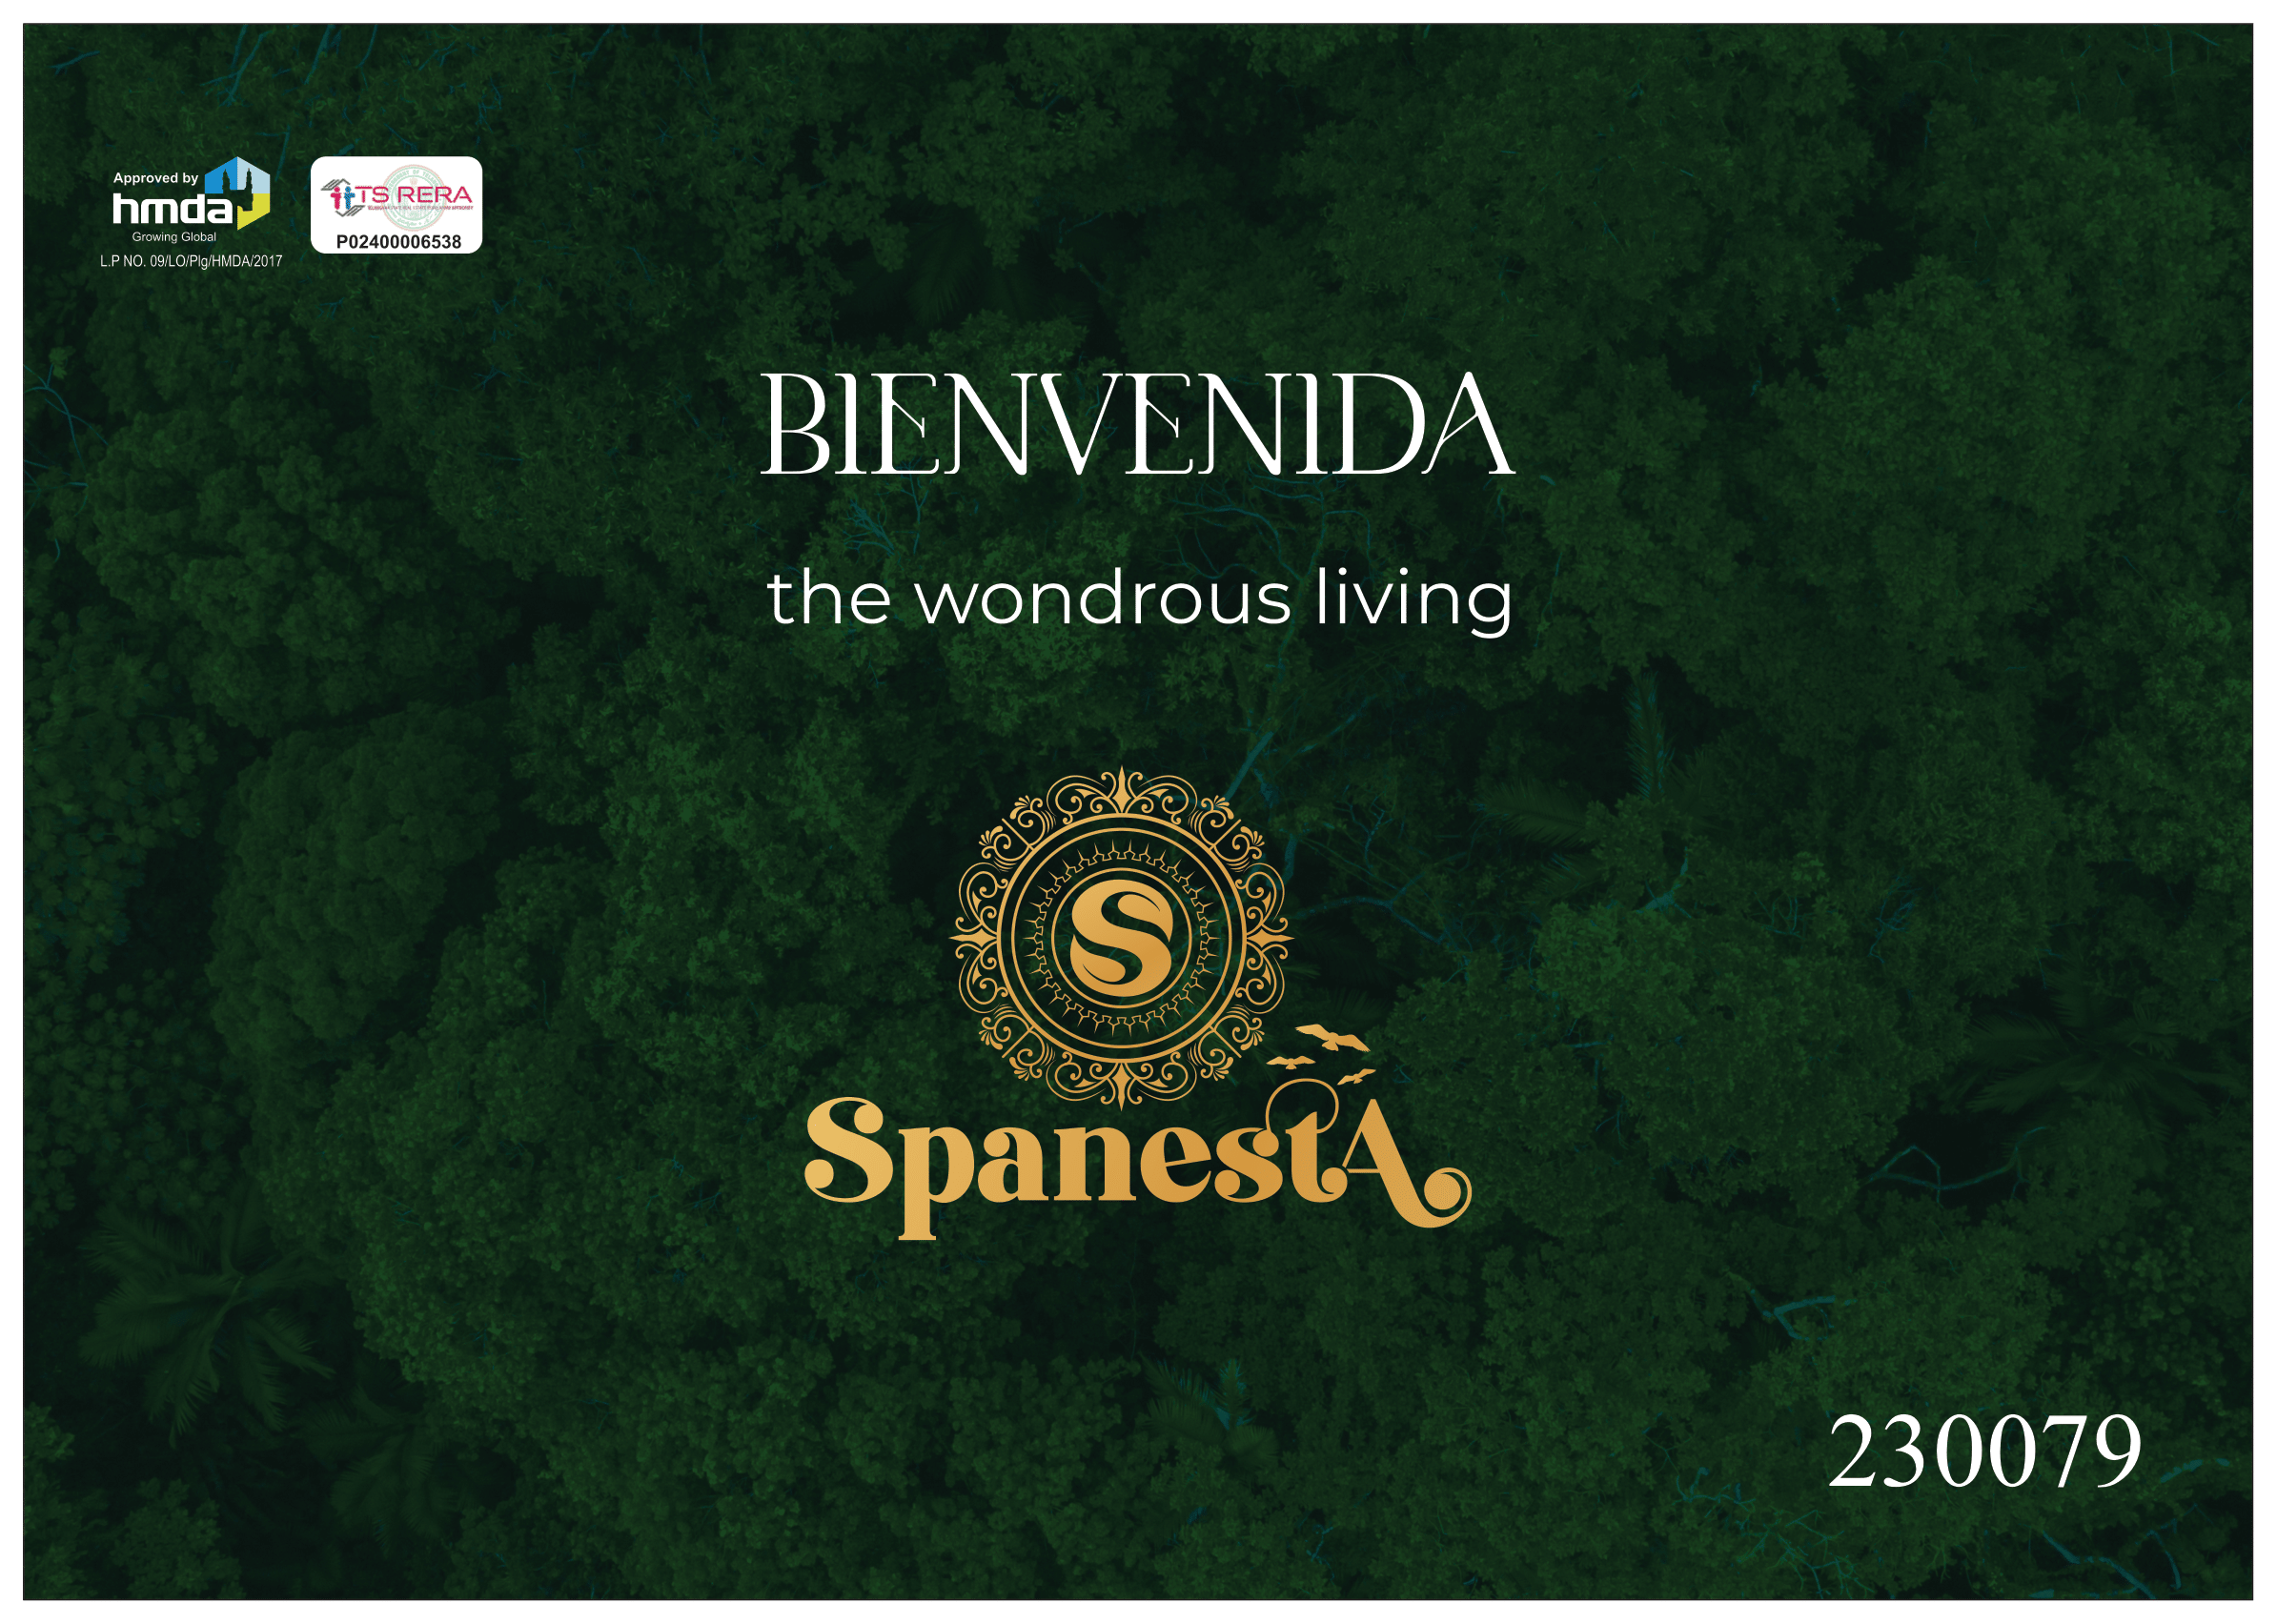 Approved by
hmda
Growing Global
L.P NO. 09/LO/Plg/HMDA/2017
TS RERA
P02400006538
BIENVENIDA
the wondrous living
S
SpanestA
230079